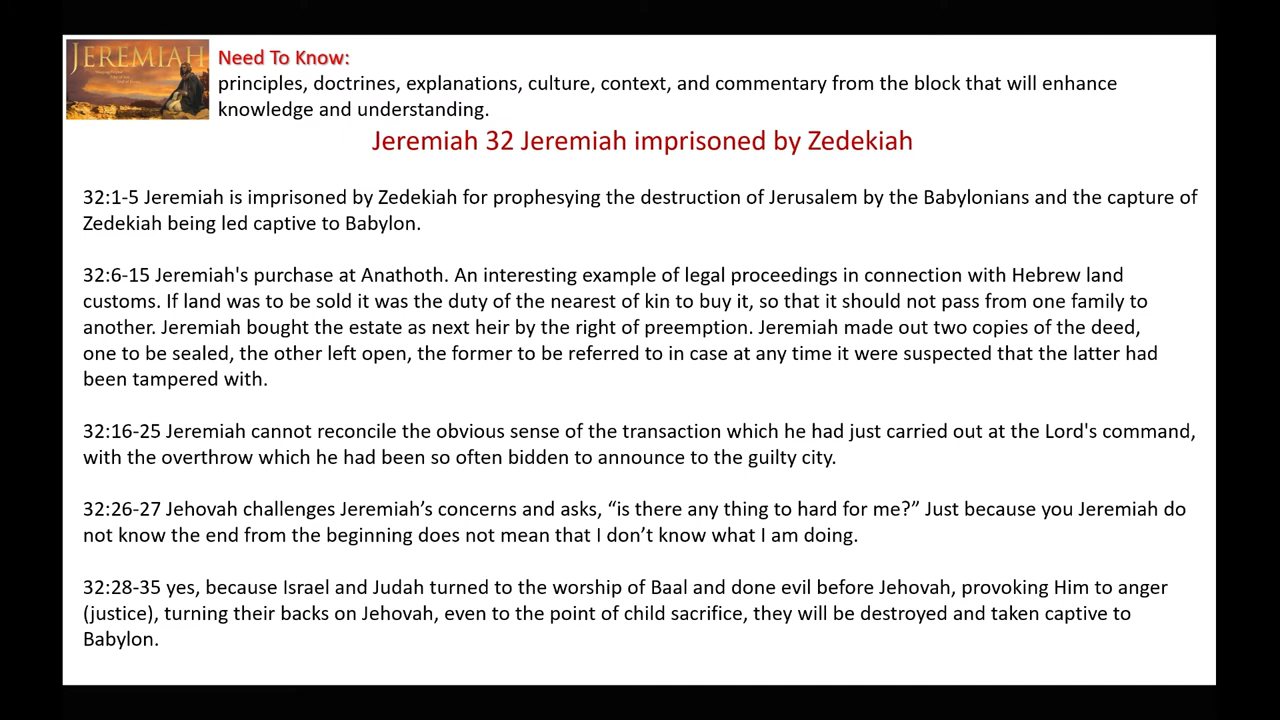 JEREMIAH
Need To Know:
principles, doctrines, explanations, culture, context, and commentary from the block that will enhance
knowledge and understanding.
Jeremiah 32 Jeremiah imprisoned by Zedekiah
32:1-5 Jeremiah is imprisoned by Zedekiah for prophesying the destruction of Jerusalem by the Babylonians and the capture of
Zedekiah being led captive to Babylon.
32:6-15 Jeremiah's purchase at Anathoth. An interesting example of legal proceedings in connection with Hebrew land
customs. If land was to be sold it was the duty of the nearest of kin to buy it, so that it should not pass from one family to
another. Jeremiah bought the estate as next heir by the right of preemption. Jeremiah made out two copies of the deed,
one to be sealed, the other left open, the former to be referred to in case at any time it were suspected that the latter had
been tampered with.
32:16-25 Jeremiah cannot reconcile the obvious sense of the transaction which he had just carried out at the Lord's command,
with the overthrow which he had been so often bidden to announce to the guilty city.
32:26-27 Jehovah challenges Jeremiah’s concerns and asks, “is there any thing to hard for me?” Just because you Jeremiah do
not know the end from the beginning does not mean that I don’t know what I am doing.
32:28-35 yes, because Israel and Judah turned to the worship of Baal and done evil before Jehovah, provoking Him to anger
(justice), turning their backs on Jehovah, even to the point of child sacrifice, they will be destroyed and taken captive to
Babylon.